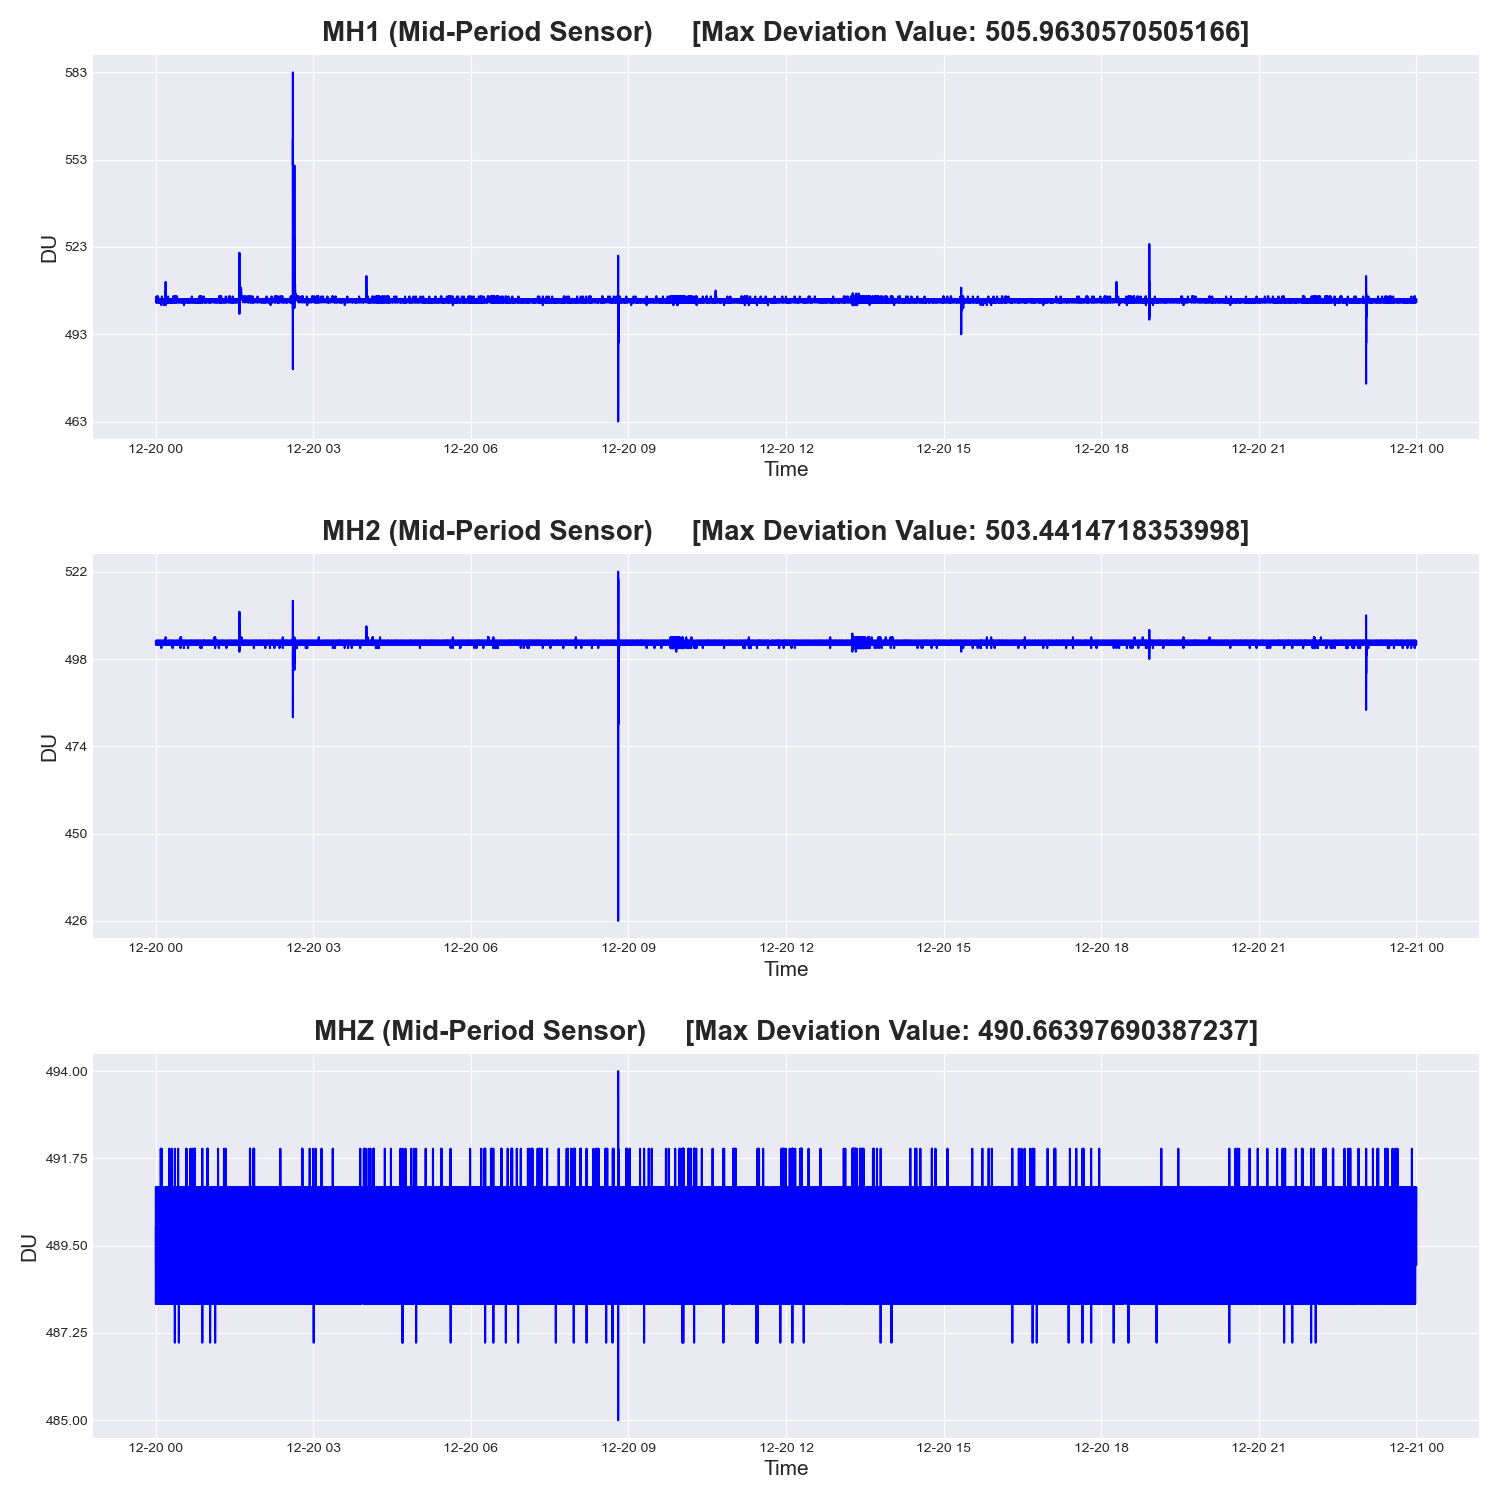 MH1 (Mid-Period Sensor) [Max Deviation Value: 505.9630570505166]
583
553
523
493
463
DU
12-20 00 12-20 03 12-20 06 12-20 09 12-20 12 12-20 15 12-20 18 12-20 21 12-21 00
Time
MH2 (Mid-Period Sensor) [Max Deviation Value: 503.4414718353998]
522
498
474
450
426
DU
12-20 00 12-20 03 12-20 06 12-20 09 12-20 12 12-20 15 12-20 18 12-20 21 12-21 00
Time
MHZ (Mid-Period Sensor) [Max Deviation Value: 490.66397690387237]
494.00
491.75
489.50
487.25
485.00
DU
12-20 00 12-20 03 12-20 06 12-20 09 12-20 12 12-20 15 12-20 18 12-20 21 12-21 00
Time